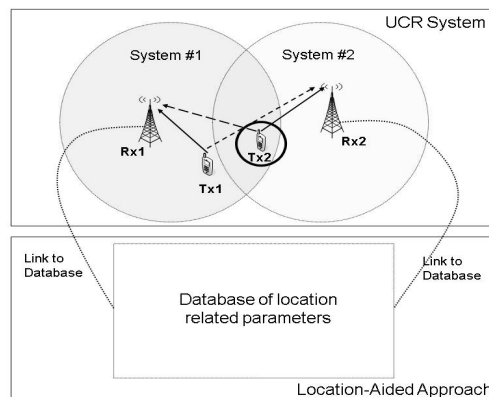 UCR System
System #1
System #2
Rx1
Tx1
Tx2
Rx2
Link to
Database
Link to
Database
Database of location
related parameters
Location-Aided Approach